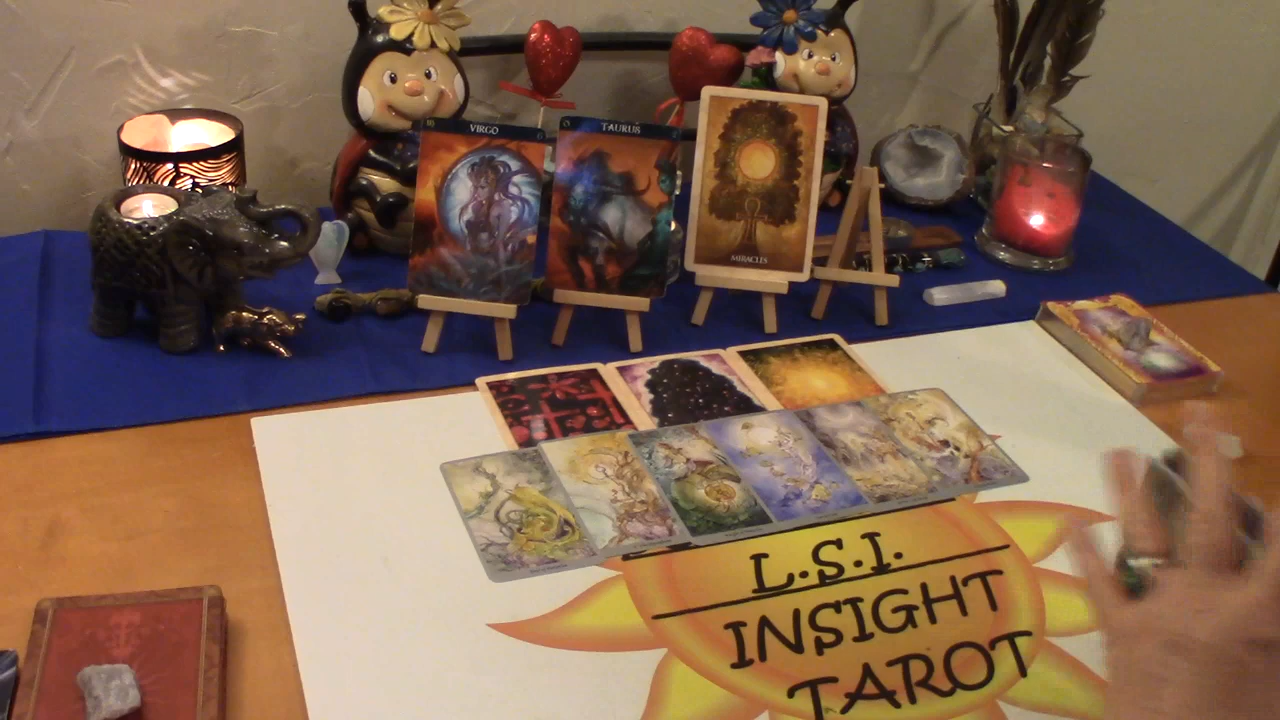 VIRGO
TAURUS
MIRACLES
L.S.I.
INSIGHT
TAROT